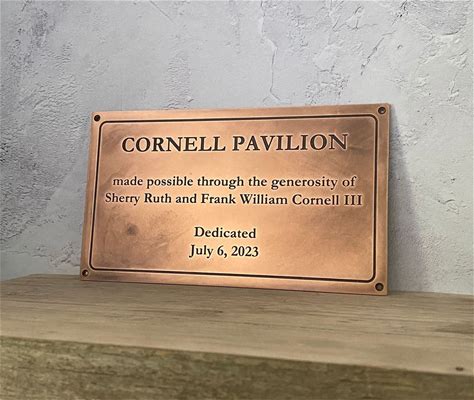 CORNELL PAVILION
made possible through the generosity of
Sherry Ruth and Frank William Cornell III
Dedicated
July 6, 2023